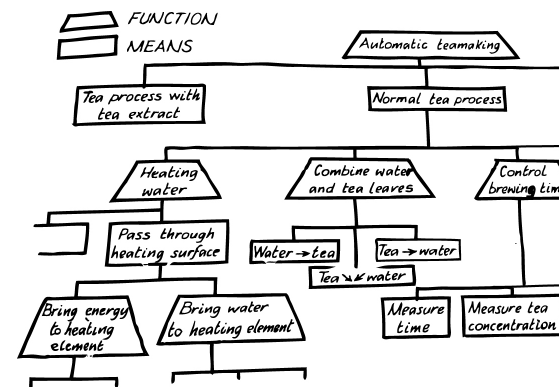 FUNCTION
MEANS
Automatic teamaking
Tea process with
tea extract
Normal tea process
Heating
water
Combine water
and tea leaves
Control
brewing tim
Pass through
heating surface
Water → tea
Tea → water
Tea ↘ ↙ water
Bring energy
to heating
element
Bring water
to heating element
Measure
time
Measure tea
concentration